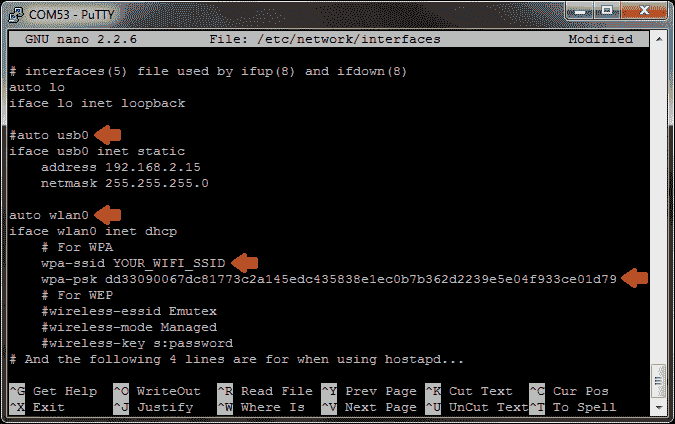 COM53 - PuTTY
GNU nano 2.2.6 File: /etc/network/interfaces Modified
# interfaces(5) file used by ifup(8) and ifdown(8)
auto lo
iface lo inet loopback
#auto usb0
iface usb0 inet static
address 192.168.2.15
netmask 255.255.255.0
auto wlan0
iface wlan0 inet dhcp
# For WPA
wpa-ssid YOUR_WIFI_SSID
wpa-psk dd33090067dc81773c2a145edc435838e1ec0b7b362d2239e5e04f933ce01d79
# For WEP
#wireless-essid Emutex
#wireless-mode Managed
#wireless-key s:password
# And the following 4 lines are for when using hostapd...
^G Get Help ^O WriteOut ^R Read File ^Y Prev Page ^K Cut Text ^C Cur Pos
^X Exit ^J Justify ^W Where Is ^V Next Page ^U UnCut Text ^T To Spell